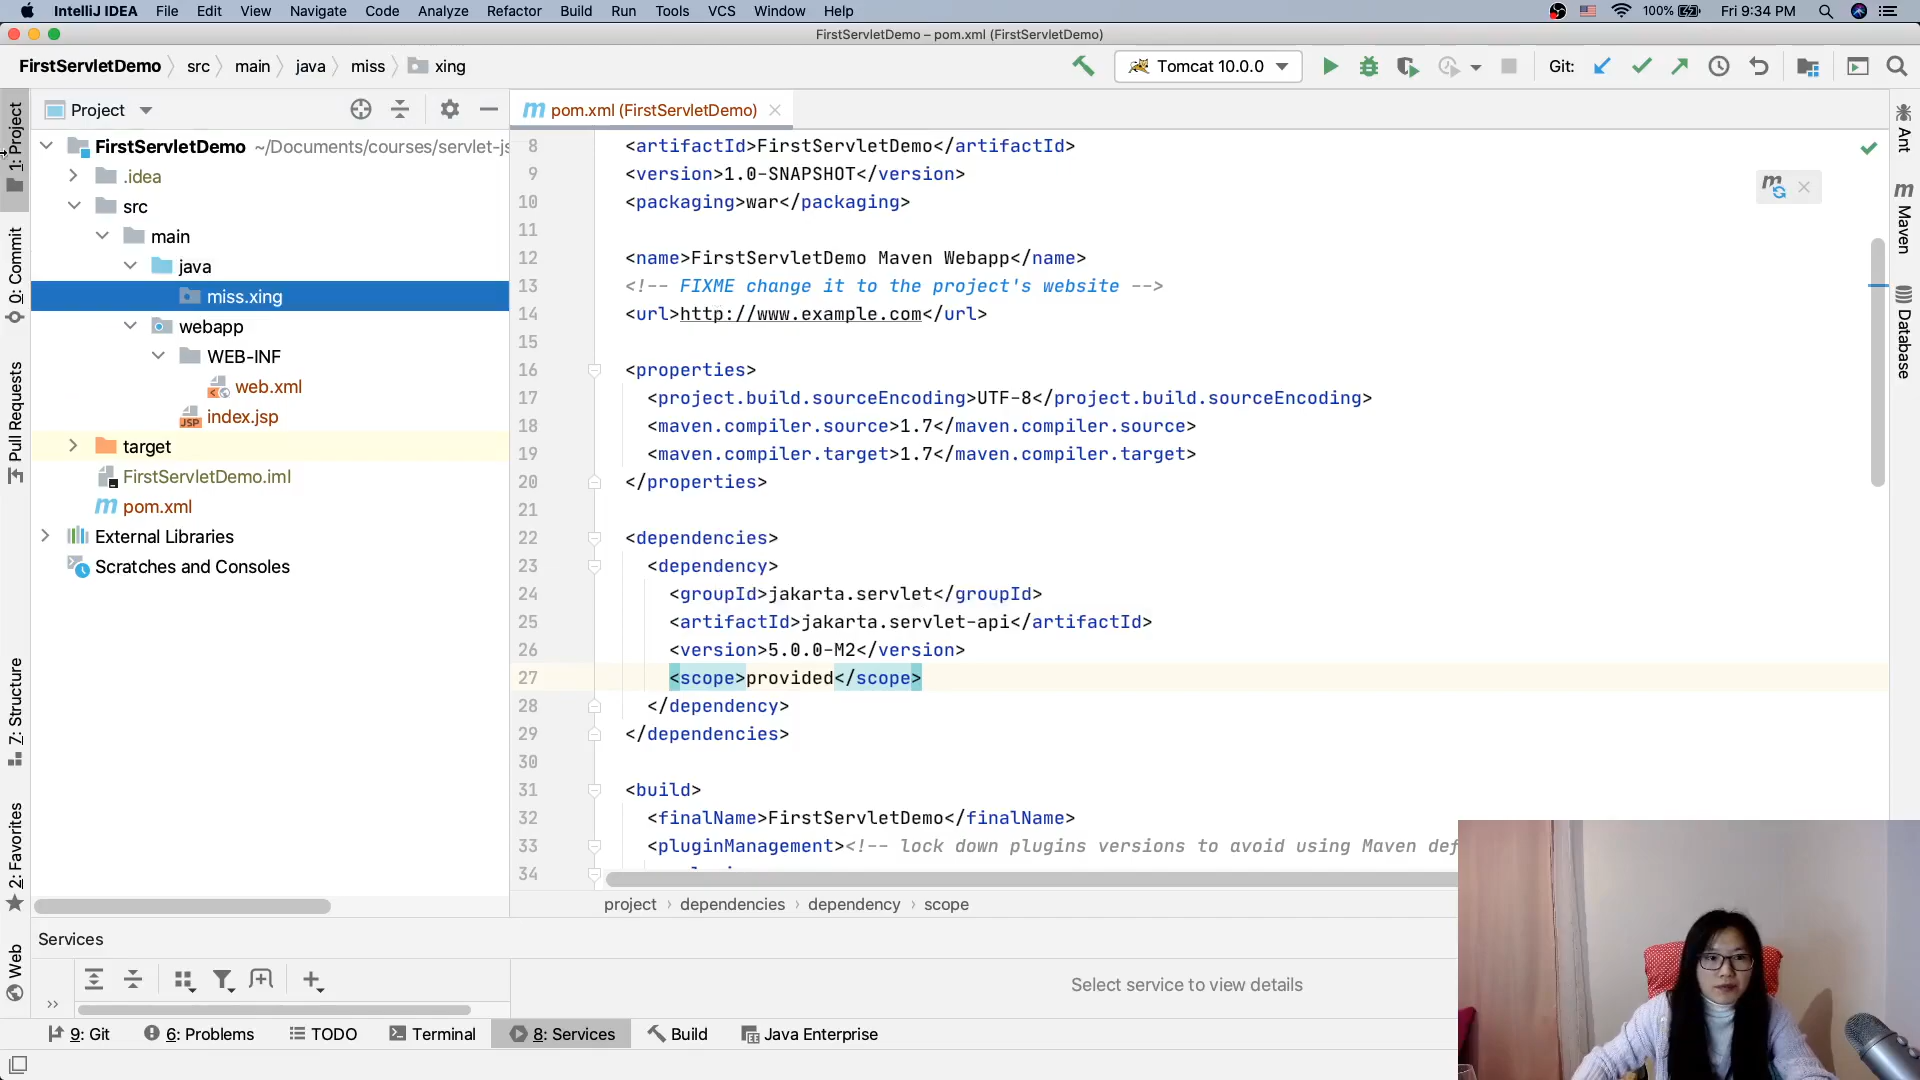 IntelliJ IDEA File Edit View Navigate Code Analyze Refactor Build Run Tools VCS Window Help 100% Fri 9:34 PM
FirstServletDemo – pom.xml (FirstServletDemo)
FirstServletDemo src main java miss xing Tomcat 10.0.0 Git:
Project
pom.xml (FirstServletDemo)
FirstServletDemo ~/Documents/courses/servlet-js
.idea
src
main
java
miss.xing
webapp
WEB-INF
web.xml
JSP index.jsp
target
FirstServletDemo.iml
m pom.xml
External Libraries
Scratches and Consoles
1: Project
0: Commit
Pull Requests
7: Structure
2: Favorites
Web
8 <artifactId>FirstServletDemo</artifactId>
9 <version>1.0-SNAPSHOT</version>
10 <packaging>war</packaging>
11
12 <name>FirstServletDemo Maven Webapp</name>
13 <!-- FIXME change it to the project's website -->
14 <url>http://www.example.com</url>
15
16 <properties>
17 <project.build.sourceEncoding>UTF-8</project.build.sourceEncoding>
18 <maven.compiler.source>1.7</maven.compiler.source>
19 <maven.compiler.target>1.7</maven.compiler.target>
20 </properties>
21
22 <dependencies>
23 <dependency>
24 <groupId>jakarta.servlet</groupId>
25 <artifactId>jakarta.servlet-api</artifactId>
26 <version>5.0.0-M2</version>
27 <scope>provided</scope>
28 </dependency>
29 </dependencies>
30
31 <build>
32 <finalName>FirstServletDemo</finalName>
33 <pluginManagement><!-- lock down plugins versions to avoid using Maven def
34
project › dependencies › dependency › scope
Ant
m Maven
Database
Services
Select service to view details
9: Git 6: Problems TODO Terminal 8: Services Build Java Enterprise